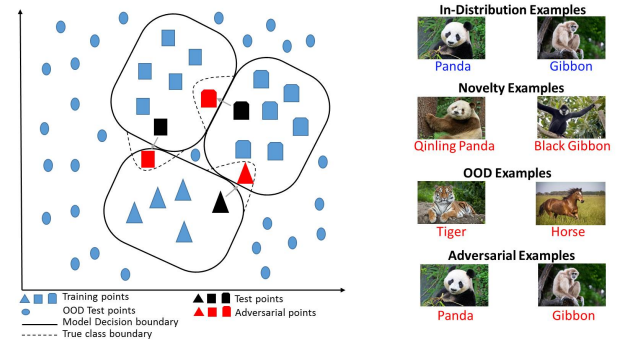 In-Distribution Examples
Panda
Gibbon
Novelty Examples
Qinling Panda
Black Gibbon
OOD Examples
Tiger
Horse
Adversarial Examples
Panda
Gibbon
Training points
OOD Test points
Model Decision boundary
True class boundary
Test points
Adversarial points